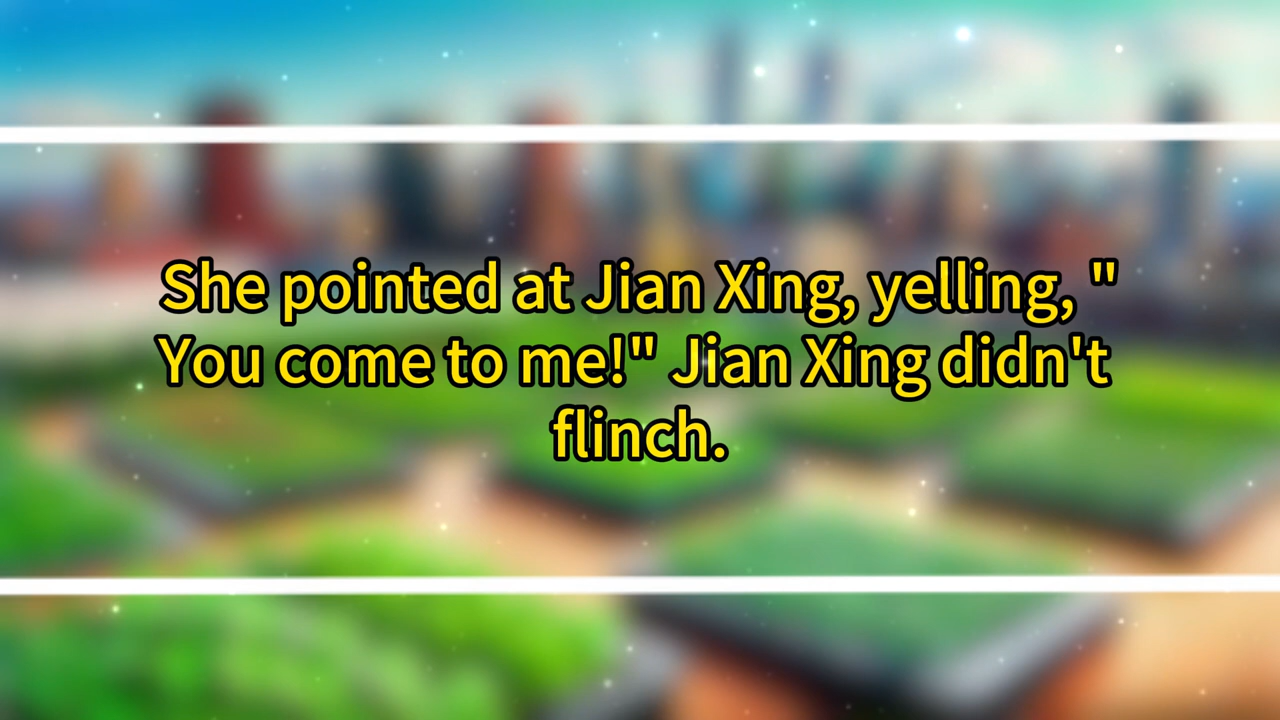 She pointed at Jian Xing, yelling, "
You come to me!" Jian Xing didn't
flinch.